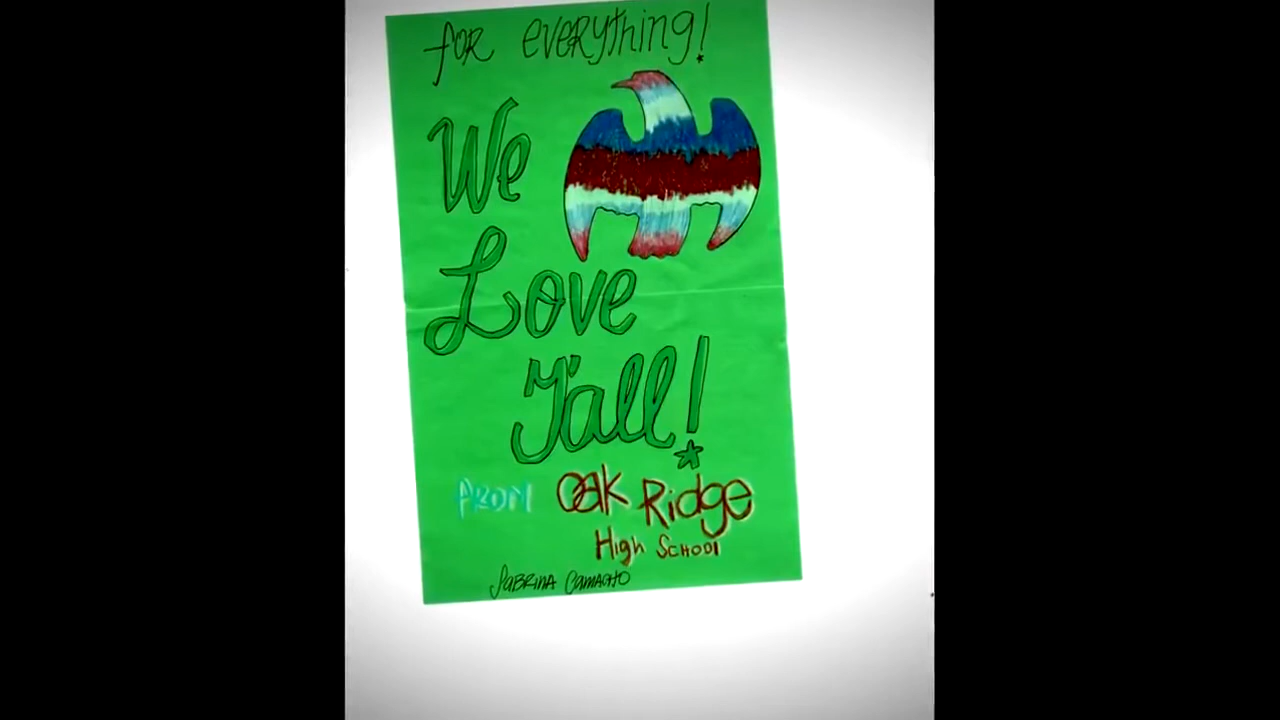 for everything!
We
Love
Y'all!
FROM Oak Ridge
High School
Sabrina Camacho